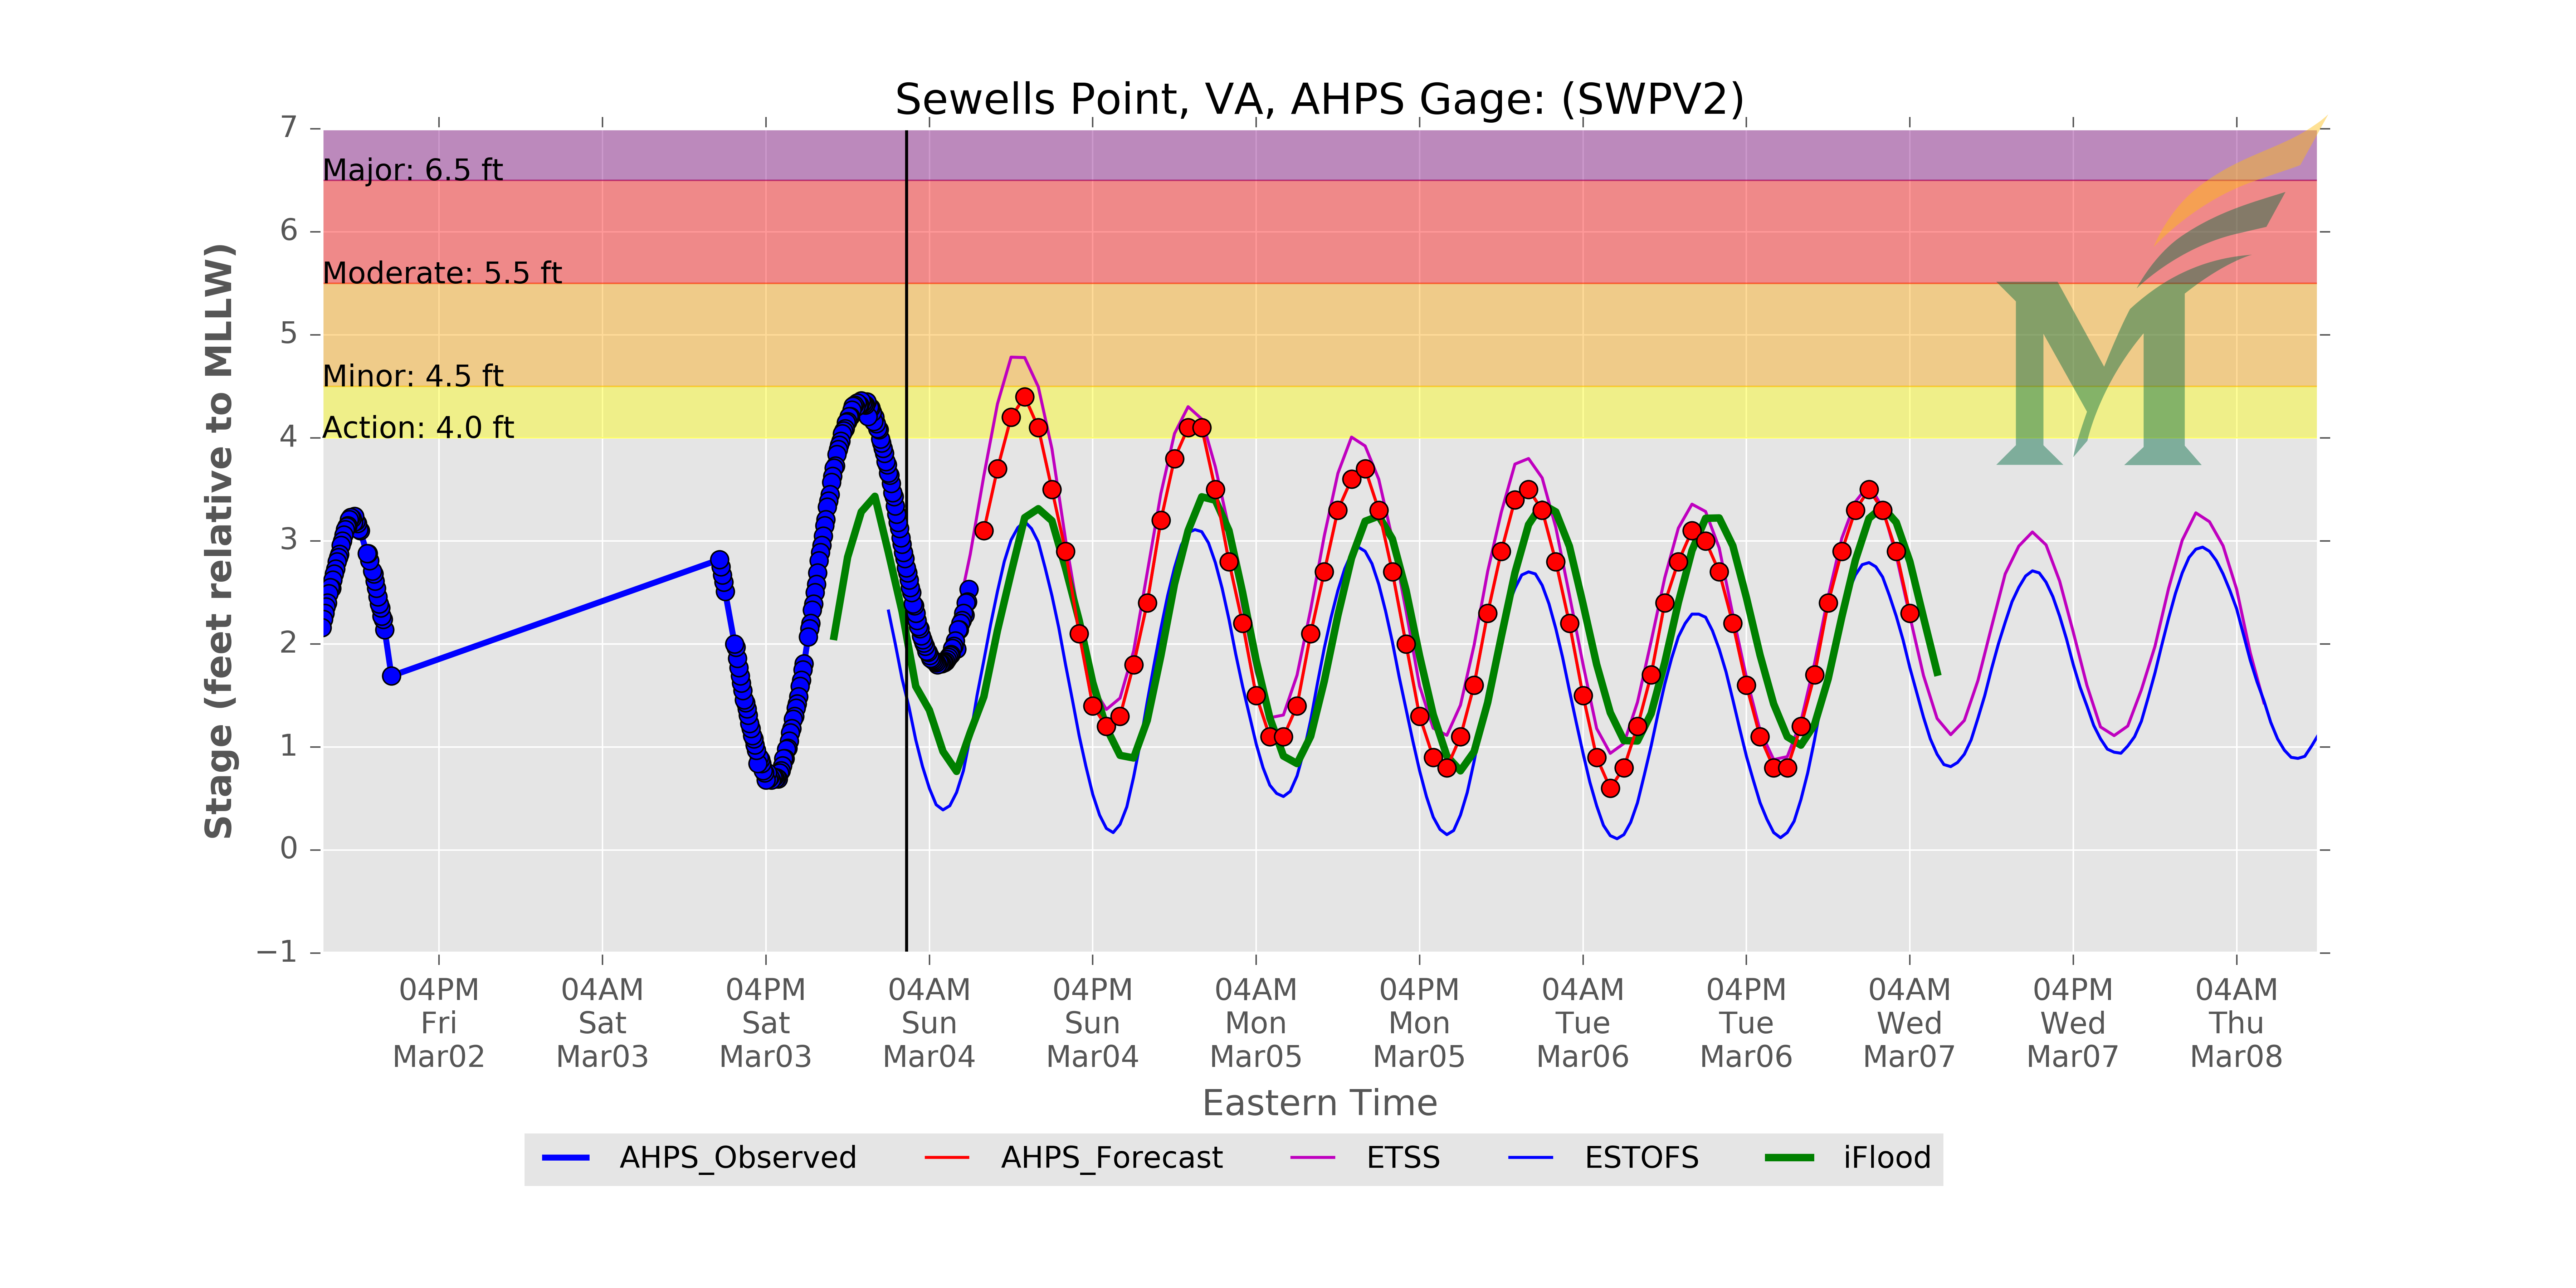 Sewells Point, VA, AHPS Gage: (SWPV2)
7
Major: 6.5 ft
6
Moderate: 5.5 ft
5
Minor: 4.5 ft
Action: 4.0 ft
4
3
2
1
0
−1
Stage (feet relative to MLLW)
04PM 04AM 04PM 04AM 04PM 04AM 04PM 04AM 04PM 04AM 04PM 04AM
Fri Sat Sat Sun Sun Mon Mon Tue Tue Wed Wed Thu
Mar02 Mar03 Mar03 Mar04 Mar04 Mar05 Mar05 Mar06 Mar06 Mar07 Mar07 Mar08
Eastern Time
AHPS_Observed AHPS_Forecast ETSS ESTOFS iFlood
M